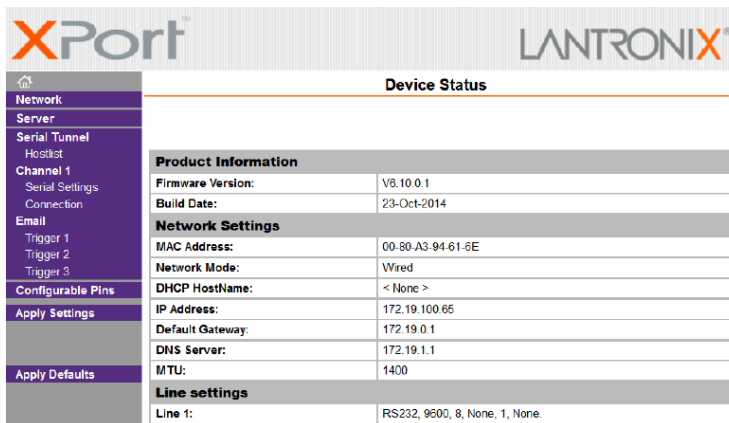 XPort™
LANTRONIX®
Device Status
Network
Server
Serial Tunnel
Hostlist
Channel 1
Serial Settings
Connection
Email
Trigger 1
Trigger 2
Trigger 3
Configurable Pins
Apply Settings
Apply Defaults
Product Information
Firmware Version: V6.10.0.1
Build Date: 23-Oct-2014
Network Settings
MAC Address: 00-80-A3-94-61-6E
Network Mode: Wired
DHCP HostName: < None >
IP Address: 172.19.100.65
Default Gateway: 172.19.0.1
DNS Server: 172.19.1.1
MTU: 1400
Line settings
Line 1: RS232, 9600, 8, None, 1, None.